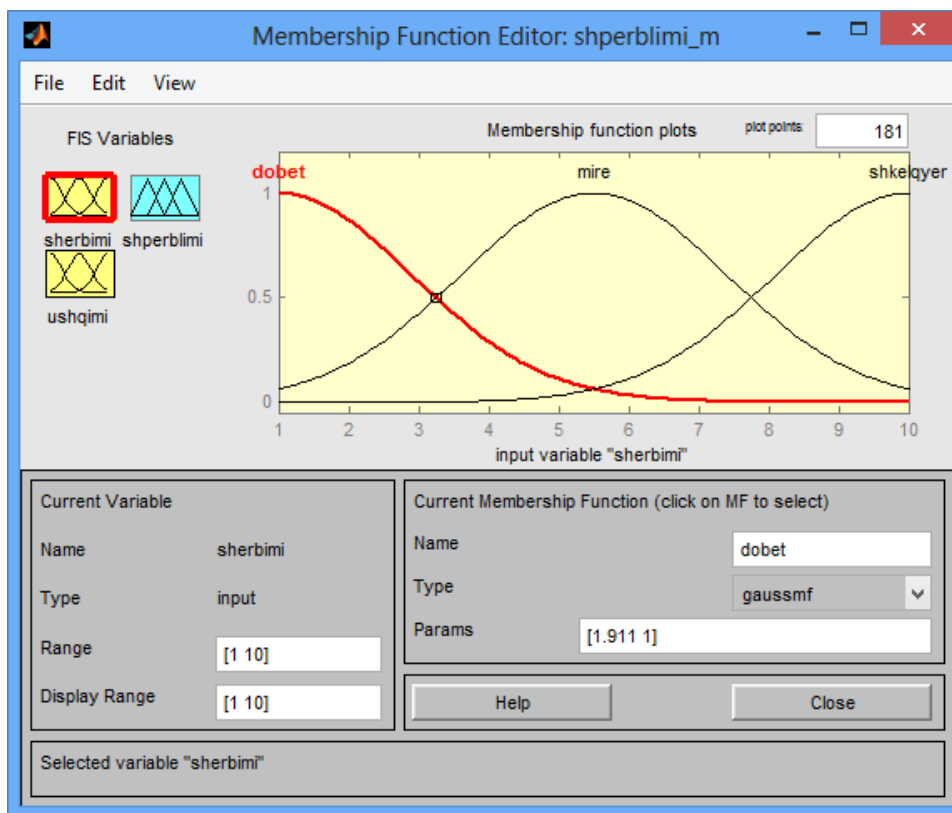 Membership Function Editor: shperblimi_m
File Edit View
FIS Variables
Membership function plots
plot points:
181
sherbimi
shperblimi
ushqimi
dobet
mire
shkelqyer
1
0.5
0
1 2 3 4 5 6 7 8 9 10
input variable "sherbimi"
Current Variable
Name sherbimi
Type input
Range [1 10]
Display Range [1 10]
Current Membership Function (click on MF to select)
Name dobet
Type gaussmf
Params [1.911 1]
Help Close
Selected variable "sherbimi"